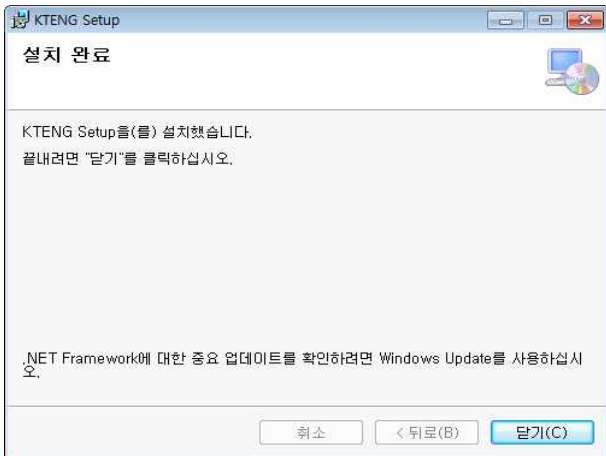 KTENG Setup
설치 완료
KTENG Setup을(를) 설치했습니다.
끝내려면 "닫기"를 클릭하십시오.
.NET Framework에 대한 중요 업데이트를 확인하려면 Windows Update를 사용하십시
오.
취소
< 뒤로(B)
닫기(C)